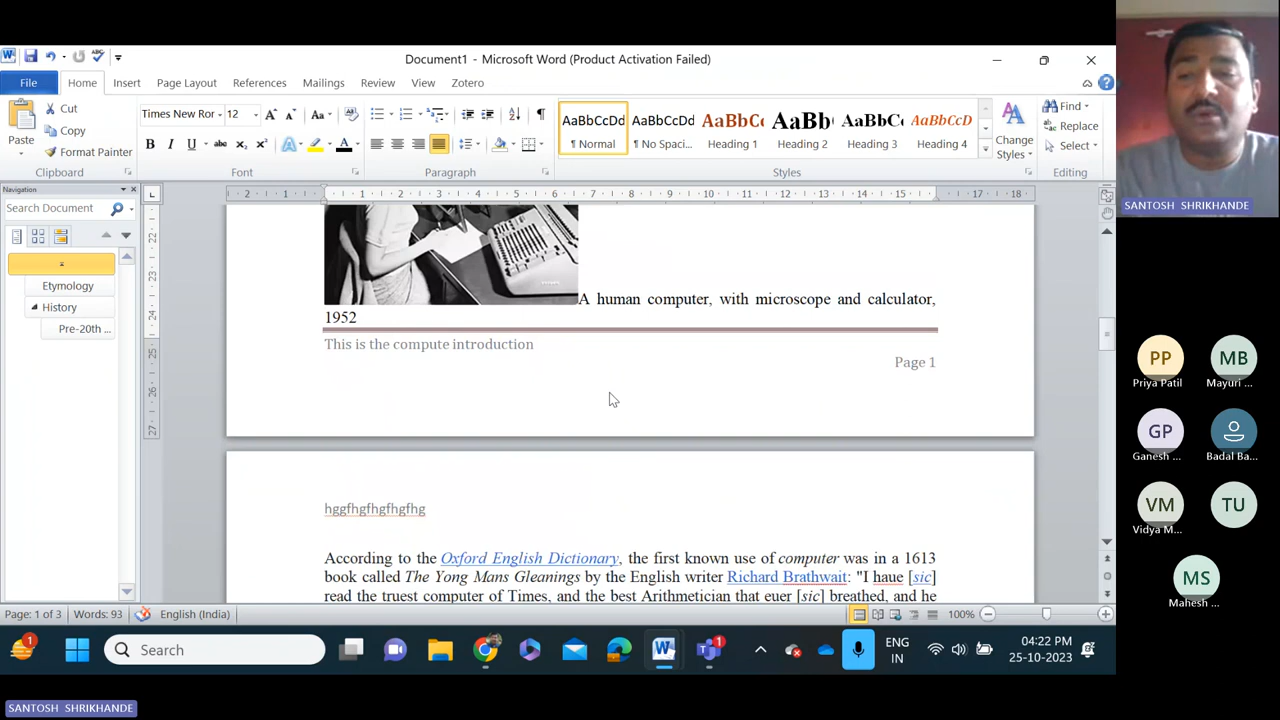 Document1 - Microsoft Word (Product Activation Failed)
File Home Insert Page Layout References Mailings Review View Zotero
Cut
Copy
Format Painter
Paste
Clipboard
Times New Ror 12
Font
Paragraph
AaBbCcDd AaBbCcDd AaBbC AaBb( AaBbC AaBbCcD
¶ Normal ¶ No Spaci... Heading 1 Heading 2 Heading 3 Heading 4
Styles
Change
Styles
Find
Replace
Select
Editing
SANTOSH SHRIKHANDE
Navigation
Search Document
Etymology
History
Pre-20th ...
A human computer, with microscope and calculator,
1952
This is the compute introduction
Page 1
hggfhgfhgfhgfhg
According to the Oxford English Dictionary, the first known use of computer was in a 1613
book called The Yong Mans Gleanings by the English writer Richard Brathwait: "I haue [sic]
read the truest computer of Times, and the best Arithmetician that euer [sic] breathed, and he
Page: 1 of 3 Words: 93 English (India) 100%
PP
Priya Patil
MB
Mayuri ...
GP
Ganesh ...
Badal Ba...
VM
Vidya M...
TU
MS
Mahesh ...
Search
ENG
IN
04:22 PM
25-10-2023
SANTOSH SHRIKHANDE